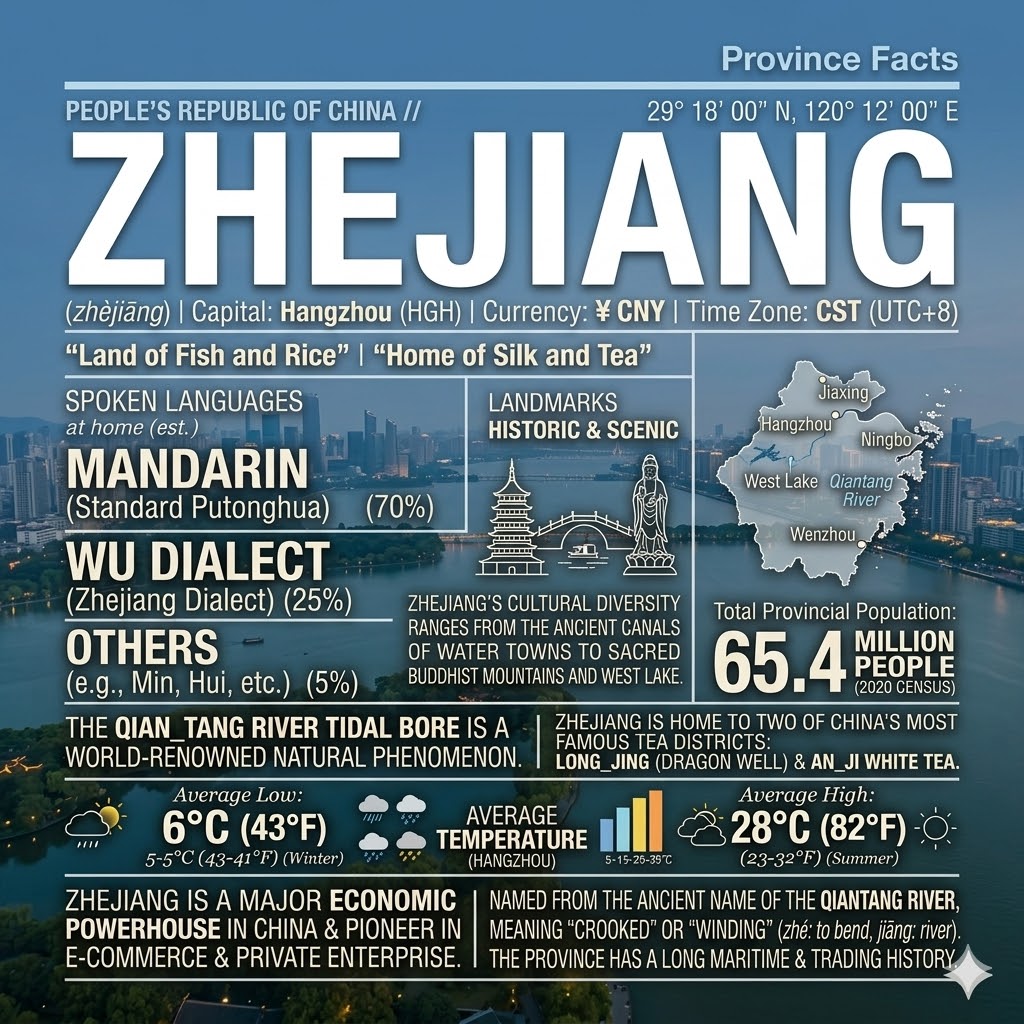 Province Facts
PEOPLE'S REPUBLIC OF CHINA //
29° 18' 00" N, 120° 12' 00" E
ZHEJIANG
(zhèjiāng) | Capital: Hangzhou (HGH) | Currency: ¥ CNY | Time Zone: CST (UTC+8)
“Land of Fish and Rice” | “Home of Silk and Tea”
SPOKEN LANGUAGES
at home (est.)
MANDARIN
(Standard Putonghua) (70%)
WU DIALECT
(Zhejiang Dialect) (25%)
OTHERS
(e.g., Min, Hui, etc.) (5%)
LANDMARKS
HISTORIC & SCENIC
ZHEJIANG'S CULTURAL DIVERSITY
RANGES FROM THE ANCIENT CANALS
OF WATER TOWNS TO SACRED
BUDDHIST MOUNTAINS AND WEST LAKE.
Jiaxing
Hangzhou
Ningbo
West Lake
Qiantang
River
Wenzhou
Total Provincial Population:
65.4 MILLION
PEOPLE
(2020 CENSUS)
THE QIAN_TANG RIVER TIDAL BORE IS A
WORLD-RENOWNED NATURAL PHENOMENON.
ZHEJIANG IS HOME TO TWO OF CHINA'S MOST
FAMOUS TEA DISTRICTS:
LONG_JING (DRAGON WELL) & AN_JI WHITE TEA.
Average Low:
6°C (43°F)
5-5°C (43-41°F) (Winter)
AVERAGE
TEMPERATURE
(HANGZHOU)
5-15-25-35°C
Average High:
28°C (82°F)
(23-32°F) (Summer)
ZHEJIANG IS A MAJOR ECONOMIC
POWERHOUSE IN CHINA & PIONEER IN
E-COMMERCE & PRIVATE ENTERPRISE.
NAMED FROM THE ANCIENT NAME OF THE QIANTANG RIVER,
MEANING “CROOKED” OR “WINDING” (zhé: to bend, jiāng: river).
THE PROVINCE HAS A LONG MARITIME & TRADING HISTORY.